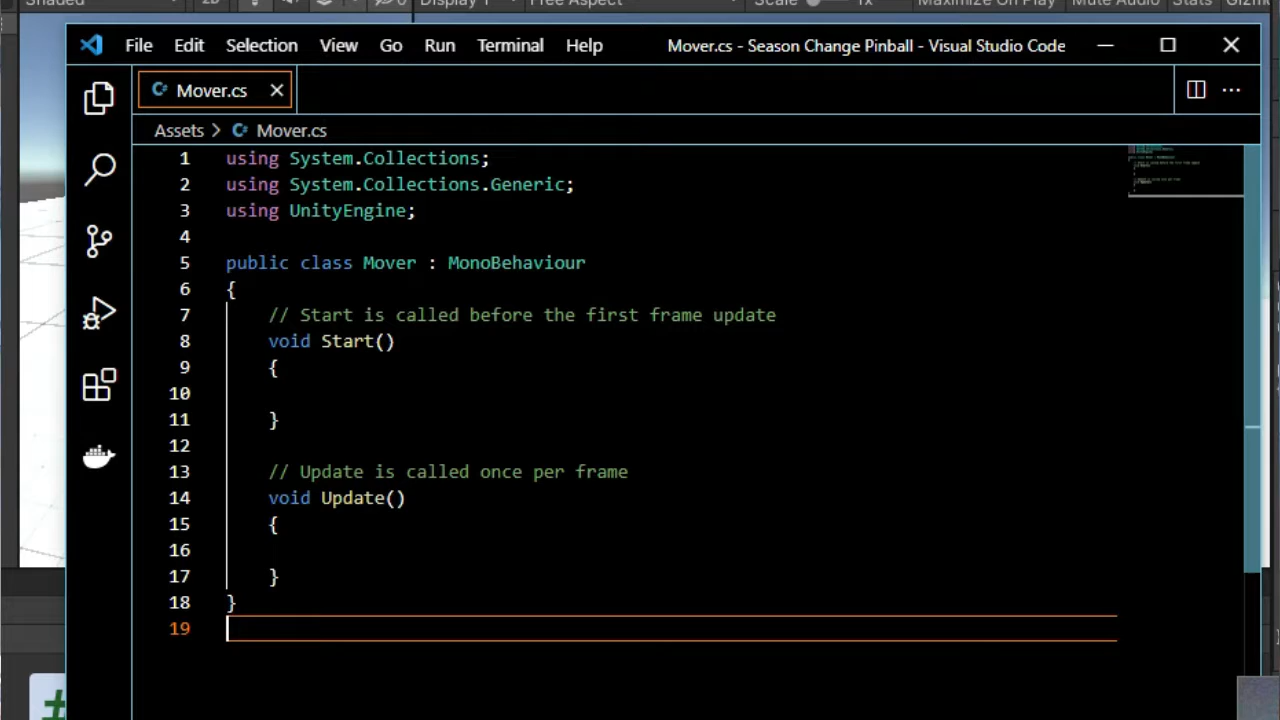 Shaded
2D
Display 1
Free Aspect
Scale
1x
Maximize On Play
Mute Audio
Stats
File Edit Selection View Go Run Terminal Help
Mover.cs - Season Change Pinball - Visual Studio Code
Mover.cs
Assets > Mover.cs
1 using System.Collections;
2 using System.Collections.Generic;
3 using UnityEngine;
4
5 public class Mover : MonoBehaviour
6 {
7 // Start is called before the first frame update
8 void Start()
9 {
10
11 }
12
13 // Update is called once per frame
14 void Update()
15 {
16
17 }
18 }
19
#